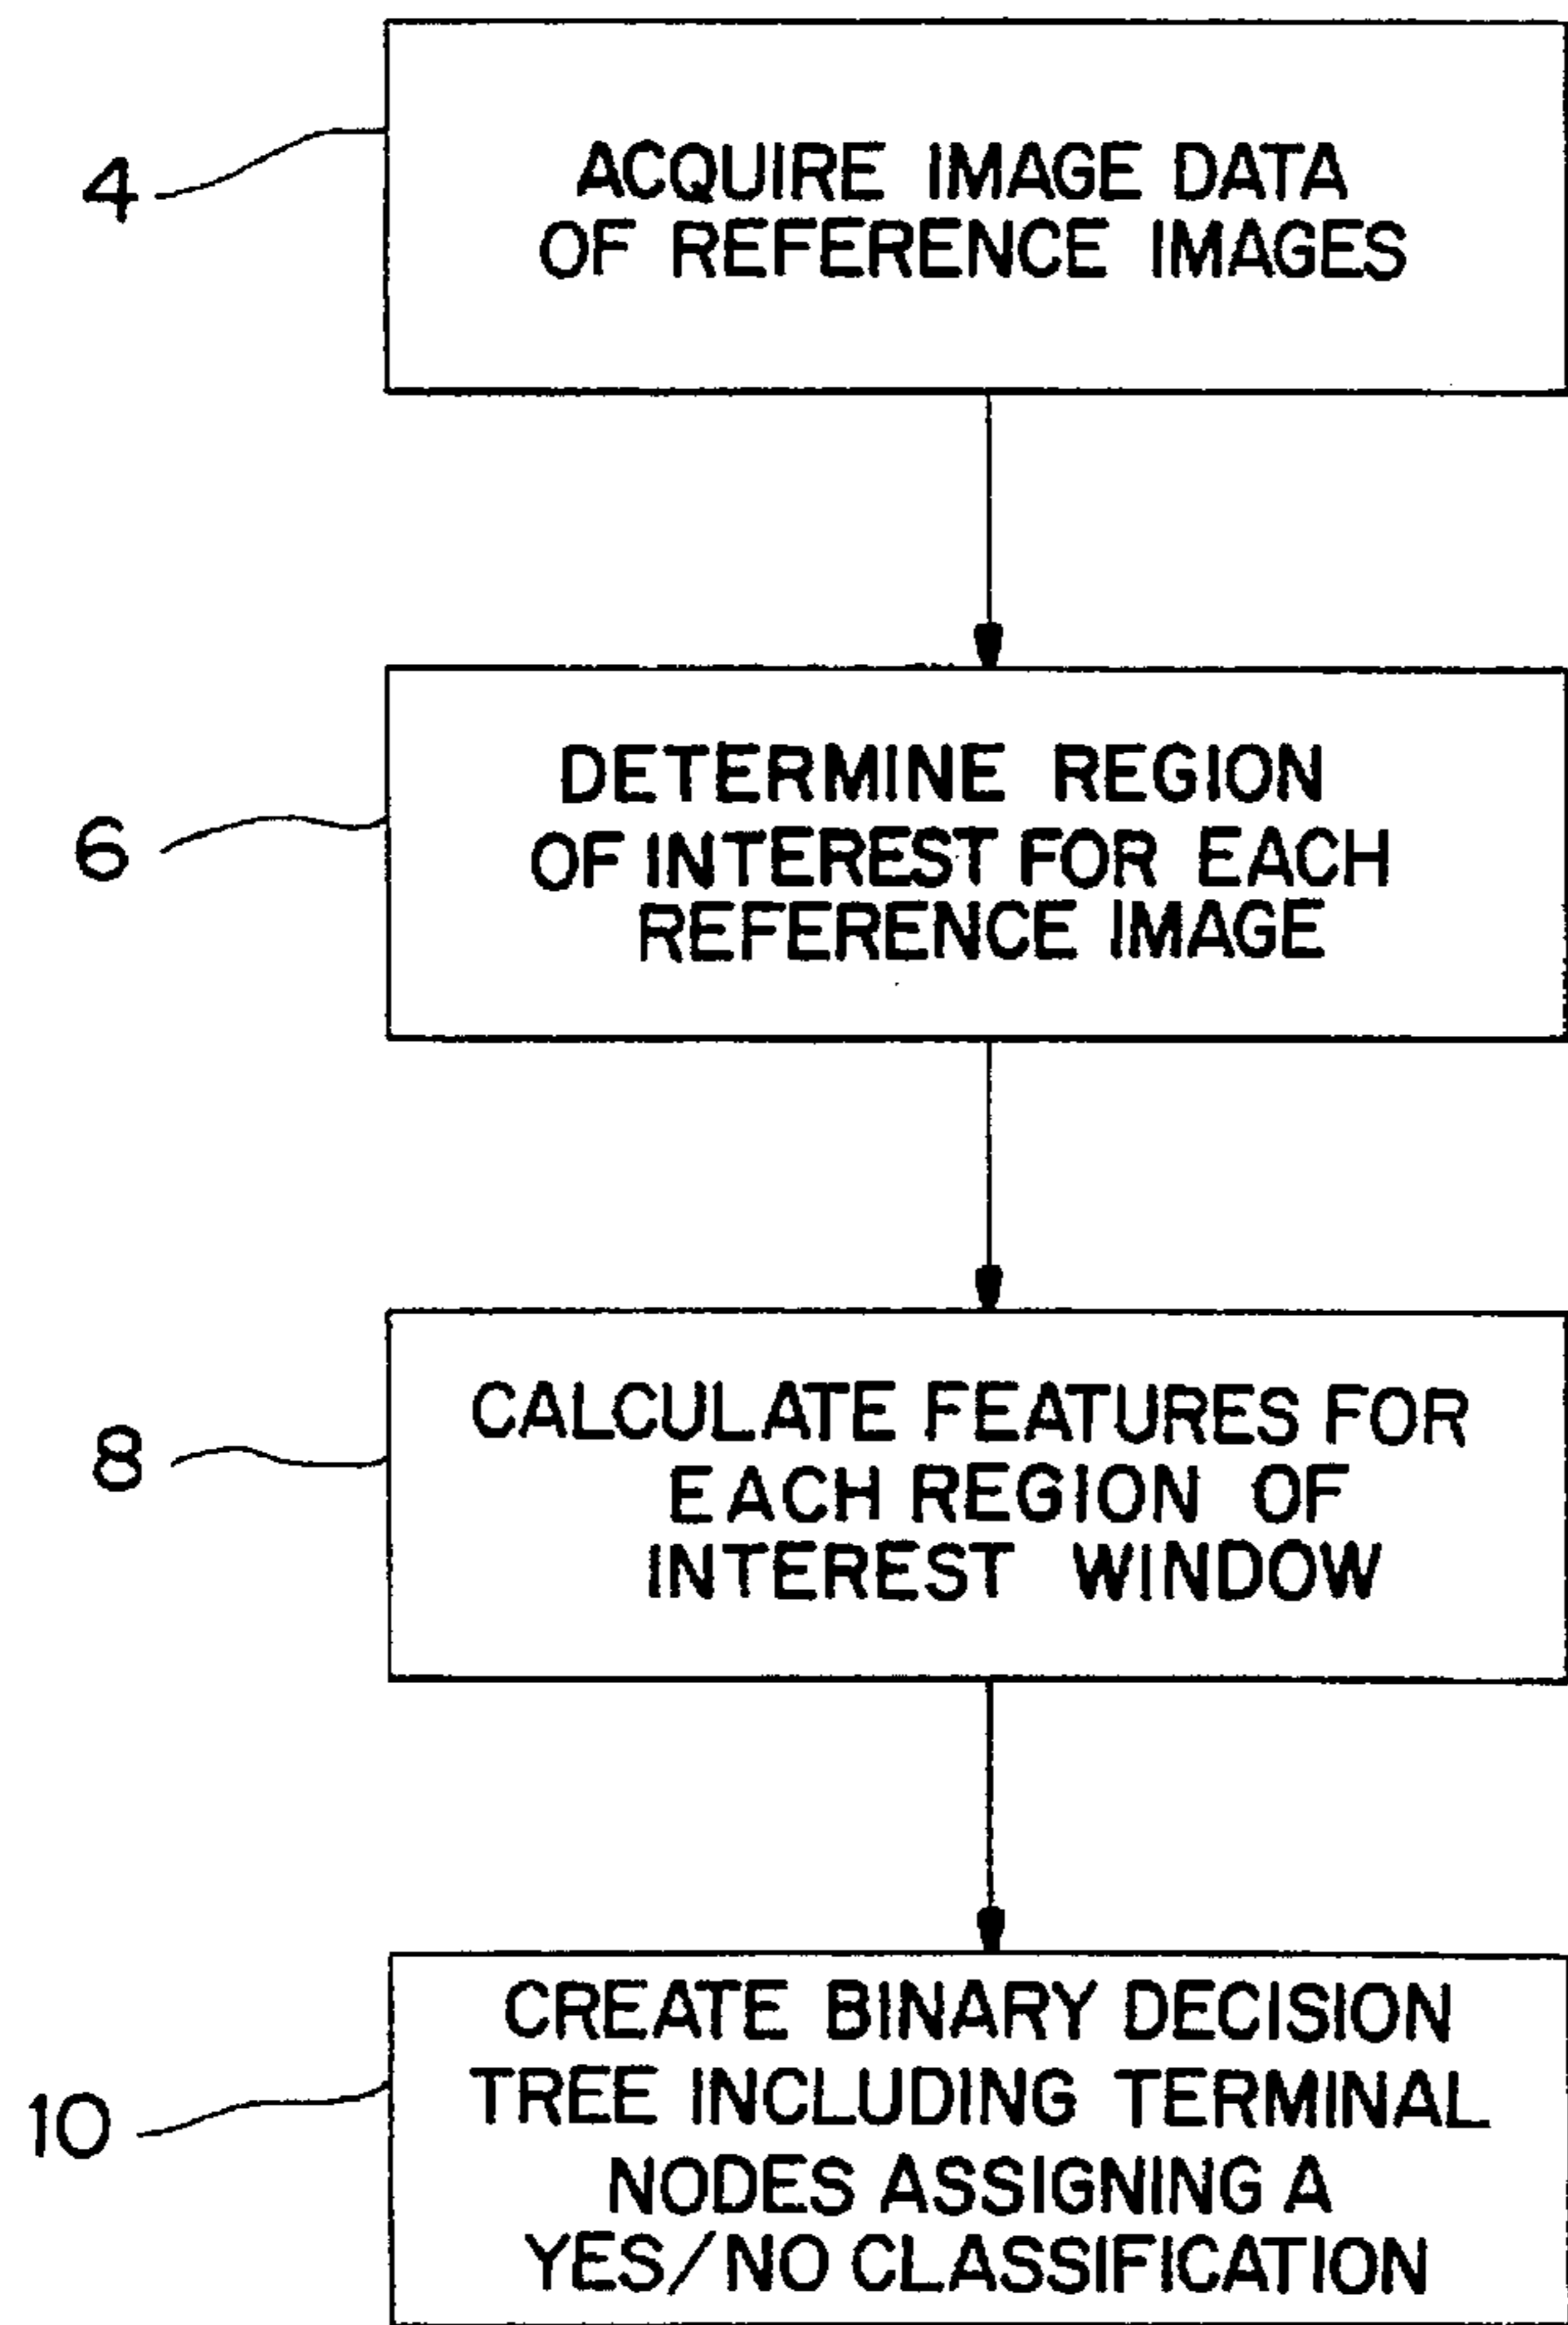 4
ACQUIRE IMAGE DATA
OF REFERENCE IMAGES
6
DETERMINE REGION
OF INTEREST FOR EACH
REFERENCE IMAGE
8
CALCULATE FEATURES FOR
EACH REGION OF
INTEREST WINDOW
10
CREATE BINARY DECISION
TREE INCLUDING TERMINAL
NODES ASSIGNING A
YES/NO CLASSIFICATION